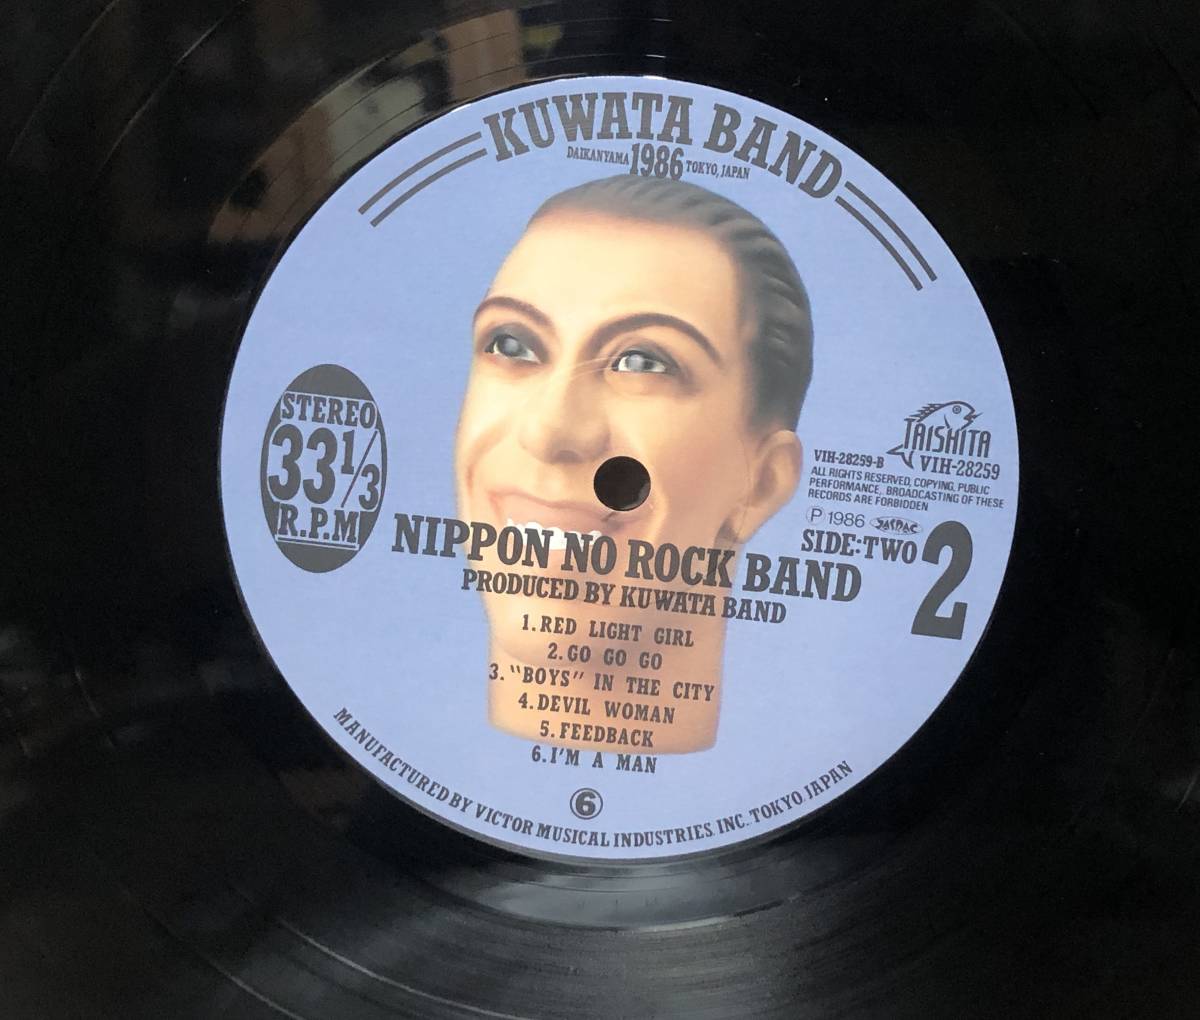 KUWATA BAND
DAIKANYAMA 1986 TOKYO, JAPAN
STEREO
33 1/3
R.P.M
TAISHITA
VIH-28259-B VIH-28259
ALL RIGHTS RESERVED, COPYING, PUBLIC
PERFORMANCE, BROADCASTING OF THESE
RECORDS ARE FORBIDDEN
Ⓟ 1986 JASRAC
SIDE:TWO 2
NIPPON NO ROCK BAND
PRODUCED BY KUWATA BAND
1. RED LIGHT GIRL
2. GO GO GO
3. "BOYS" IN THE CITY
4. DEVIL WOMAN
5. FEEDBACK
6. I'M A MAN
⑥
MANUFACTURED BY VICTOR MUSICAL INDUSTRIES, INC., TOKYO, JAPAN